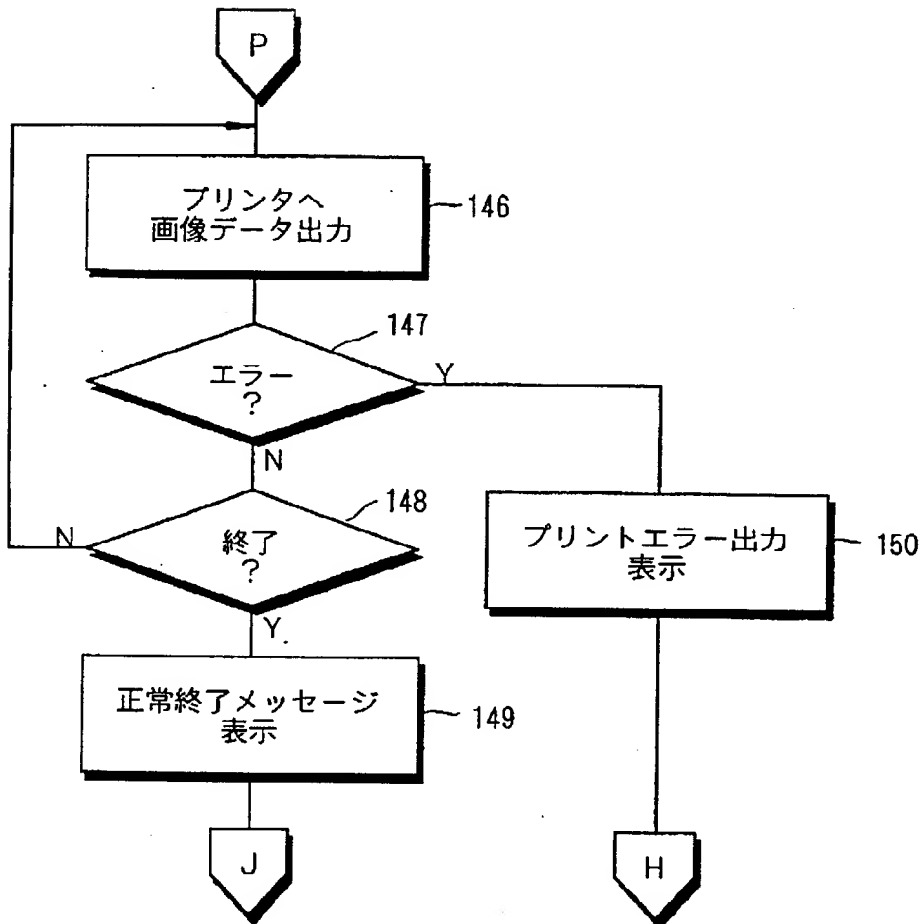 P
プリンタへ
画像データ出力
146
147
エラー
?
Y
N
148
終了
?
N
Y
プリントエラー出力
表示
150
正常終了メッセージ
表示
149
J
H